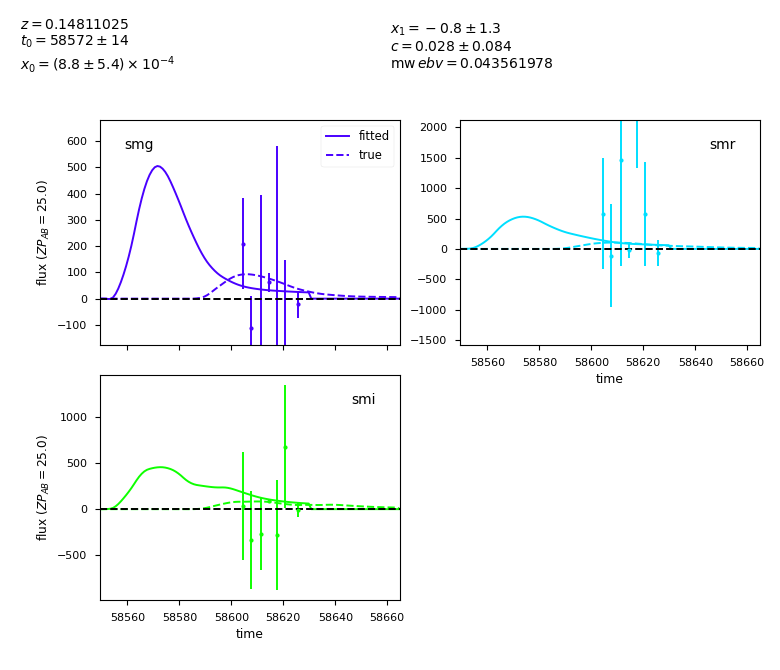 z = 0.14811025
t₀ = 58572 ± 14
x₀ = (8.8 ± 5.4) × 10⁻⁴
x₁ = −0.8 ± 1.3
c = 0.028 ± 0.084
mw ebv = 0.043561978
smg
fitted
true
600
500
400
300
200
100
0
−100
flux (ZP_AB = 25.0)
smr
2000
1500
1000
500
0
−500
−1000
−1500
58560 58580 58600 58620 58640 58660
time
smi
1000
500
0
−500
flux (ZP_AB = 25.0)
58560 58580 58600 58620 58640 58660
time